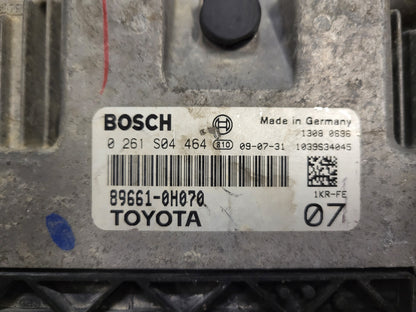 BOSCH Made in Germany
1308 0696
0 261 S04 464 810 09-07-31 1039S34045
89661-0H070 1KR-FE
TOYOTA 07